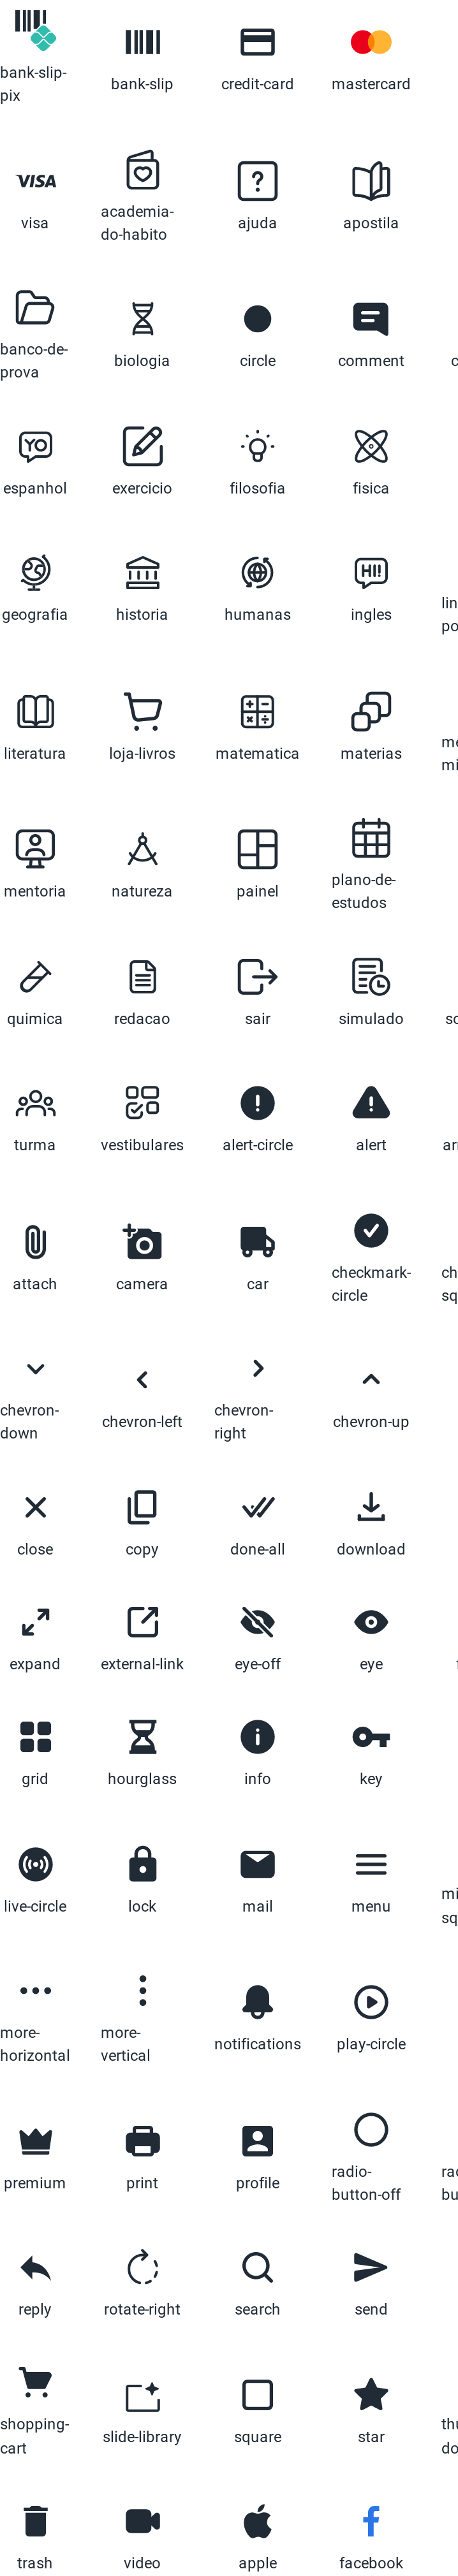 bank-slip-
pix
bank-slip
credit-card
mastercard
VISA
visa
academia-
do-habito
ajuda
apostila
banco-de-
prova
biologia
circle
comment
c
YO
espanhol
exercicio
filosofia
fisica
geografia
historia
humanas
HI!
ingles
lin
po
literatura
loja-livros
matematica
materias
me
mi
mentoria
natureza
painel
plano-de-
estudos
quimica
redacao
sair
simulado
so
turma
vestibulares
alert-circle
alert
arr
attach
camera
car
checkmark-
circle
ch
sq
chevron-
down
chevron-left
chevron-
right
chevron-up
close
copy
done-all
download
expand
external-link
eye-off
eye
grid
hourglass
info
key
live-circle
lock
mail
menu
mi
sq
more-
horizontal
more-
vertical
notifications
play-circle
premium
print
profile
radio-
button-off
rad
bu
reply
rotate-right
search
send
shopping-
cart
slide-library
square
star
thu
do
trash
video
apple
facebook